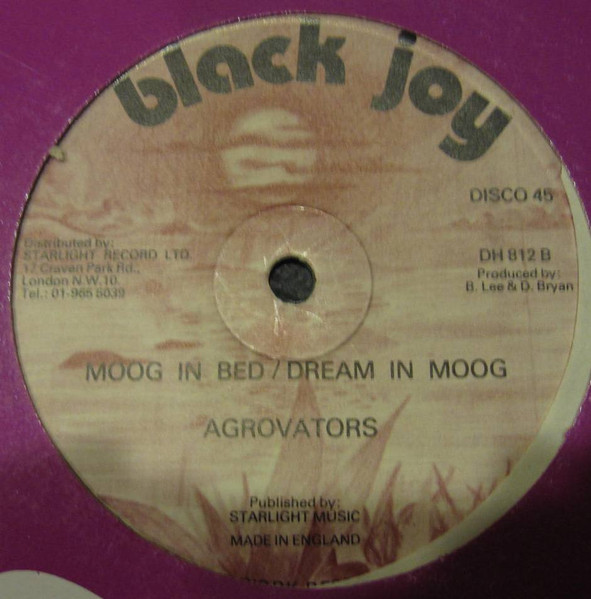 black joy
DISCO 45
Distributed by:
STARLIGHT RECORD LTD.
17 Craven Park Rd.,
London N.W.10.
Tel.: 01-965 5039
DH 812 B
Produced by:
B. Lee & D. Bryan
MOOG IN BED / DREAM IN MOOG
AGROVATORS
Published by:
STARLIGHT MUSIC
MADE IN ENGLAND